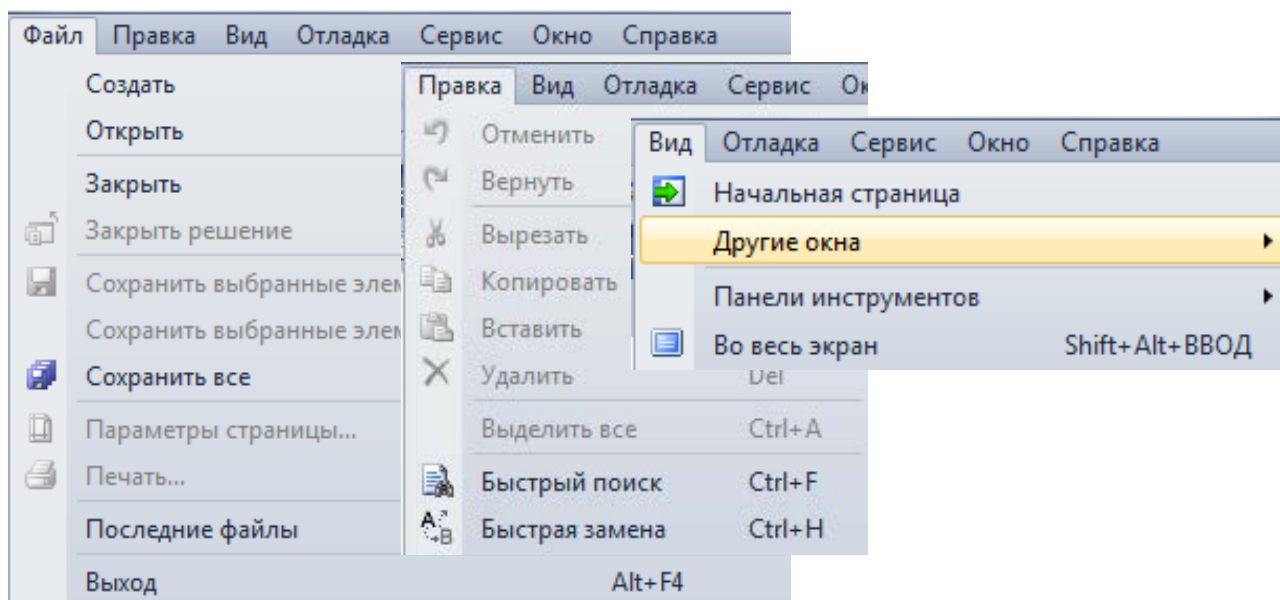 Файл Правка Вид Отладка Сервис Окно Справка
Создать
Открыть
Закрыть
Закрыть решение
Сохранить выбранные
Сохранить выбранные
Сохранить все
Параметры страницы...
Печать...
Последние файлы
Выход Alt+F4
Правка Вид Отладка Сервис
Отменить
Вернуть
Вырезать
Копировать
Вставить
Удалить Del
Выделить все Ctrl+A
Быстрый поиск Ctrl+F
Быстрая замена Ctrl+H
Вид Отладка Сервис Окно Справка
Начальная страница
Другие окна
Панели инструментов
Во весь экран Shift+Alt+ВВОД